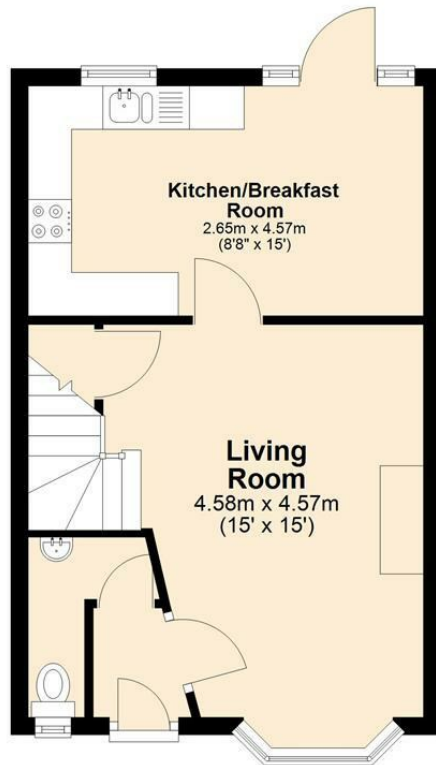 Kitchen/Breakfast
Room
2.65m x 4.57m
(8'8" x 15')
Living
Room
4.58m x 4.57m
(15' x 15')